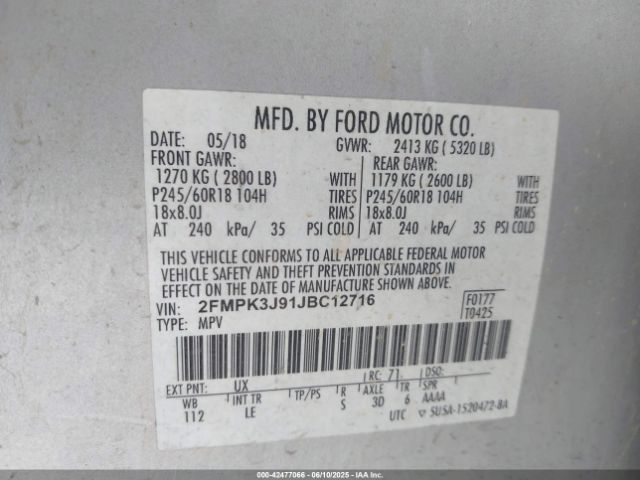 MFD. BY FORD MOTOR CO.
DATE: 05/18 GVWR: 2413 KG ( 5320 LB)
FRONT GAWR: REAR GAWR:
1270 KG ( 2800 LB) WITH 1179 KG ( 2600 LB) WITH
P245/60R18 104H TIRES P245/60R18 104H TIRES
18x8.0J RIMS 18x8.0J RIMS
AT 240 kPa/ 35 PSI COLD AT 240 kPa/ 35 PSI COLD
THIS VEHICLE CONFORMS TO ALL APPLICABLE FEDERAL MOTOR
VEHICLE SAFETY AND THEFT PREVENTION STANDARDS IN
EFFECT ON THE DATE OF MANUFACTURE SHOWN ABOVE.
VIN: 2FMPK3J91JBC12716 F0177
TYPE: MPV T0425
EXT PNT: UX RC: 71 DSO:
WB INT TR TP/PS R AXLE TR SPR
112 LE S 3D 6 AAAA
UTC ▽ SUSA-1520472-BA
000-42477066 - 06/10/2025 - IAAI.COM